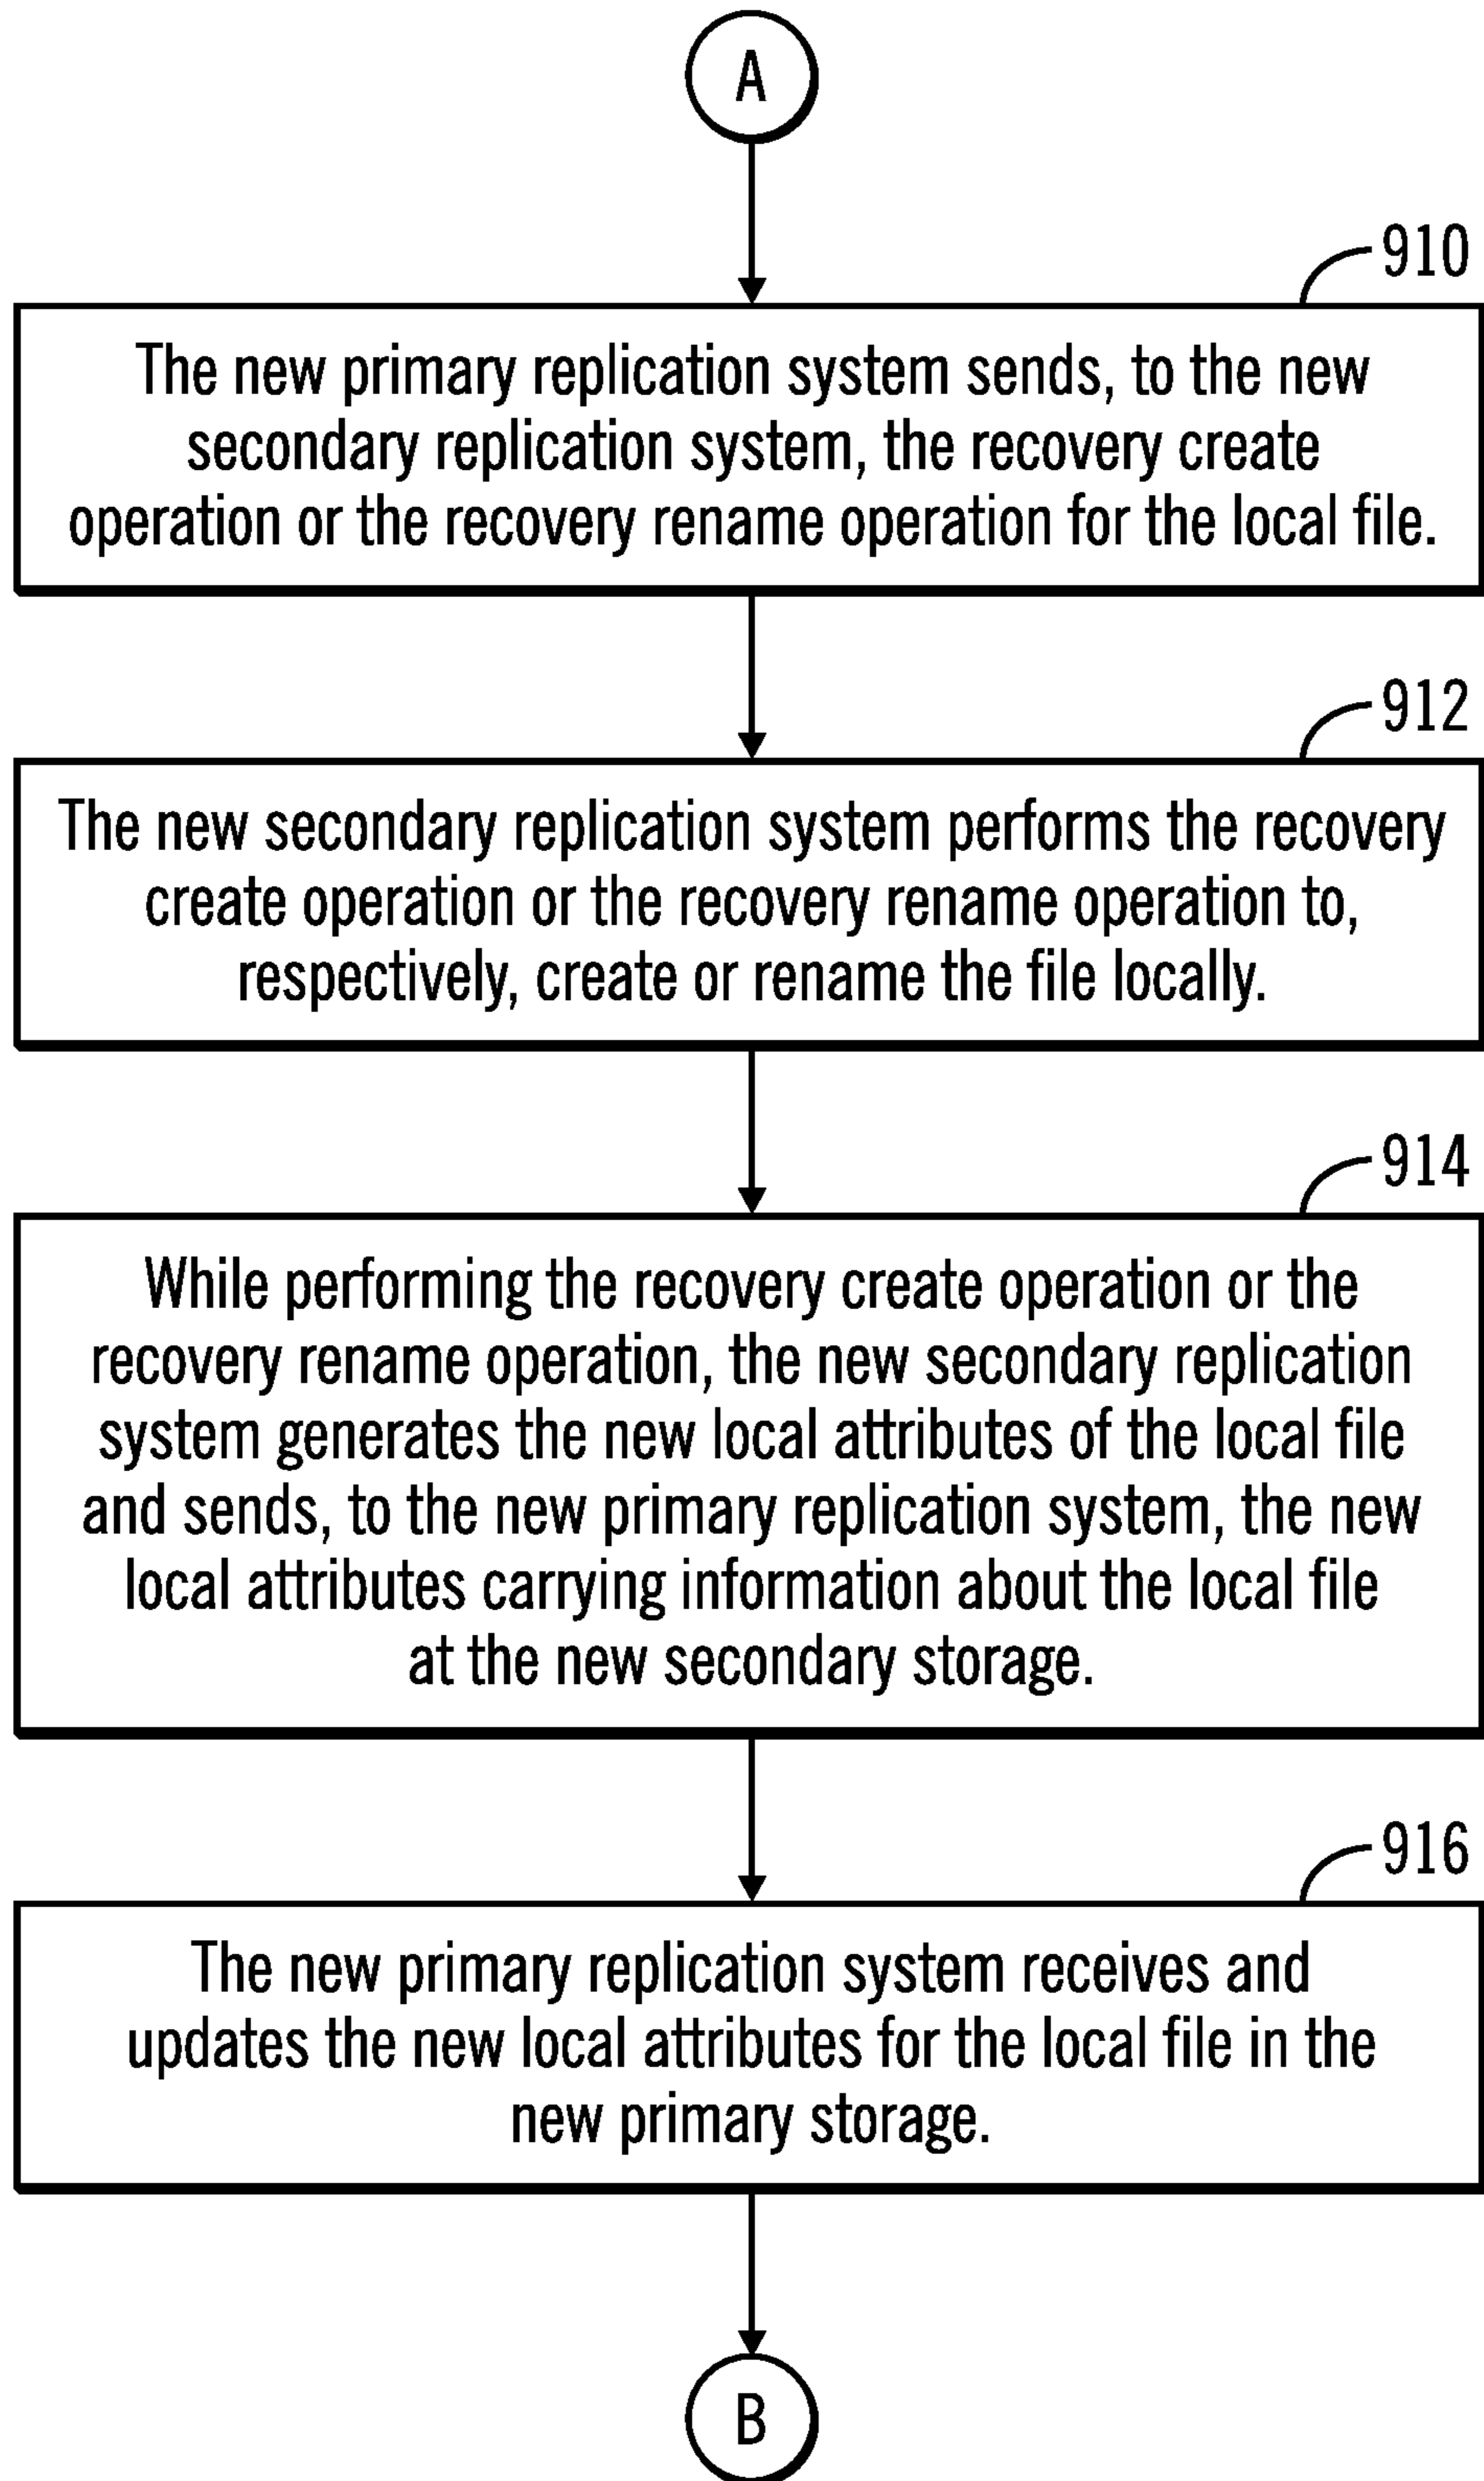 A
910
The new primary replication system sends, to the new
secondary replication system, the recovery create
operation or the recovery rename operation for the local file.
912
The new secondary replication system performs the recovery
create operation or the recovery rename operation to,
respectively, create or rename the file locally.
914
While performing the recovery create operation or the
recovery rename operation, the new secondary replication
system generates the new local attributes of the local file
and sends, to the new primary replication system, the new
local attributes carrying information about the local file
at the new secondary storage.
916
The new primary replication system receives and
updates the new local attributes for the local file in the
new primary storage.
B